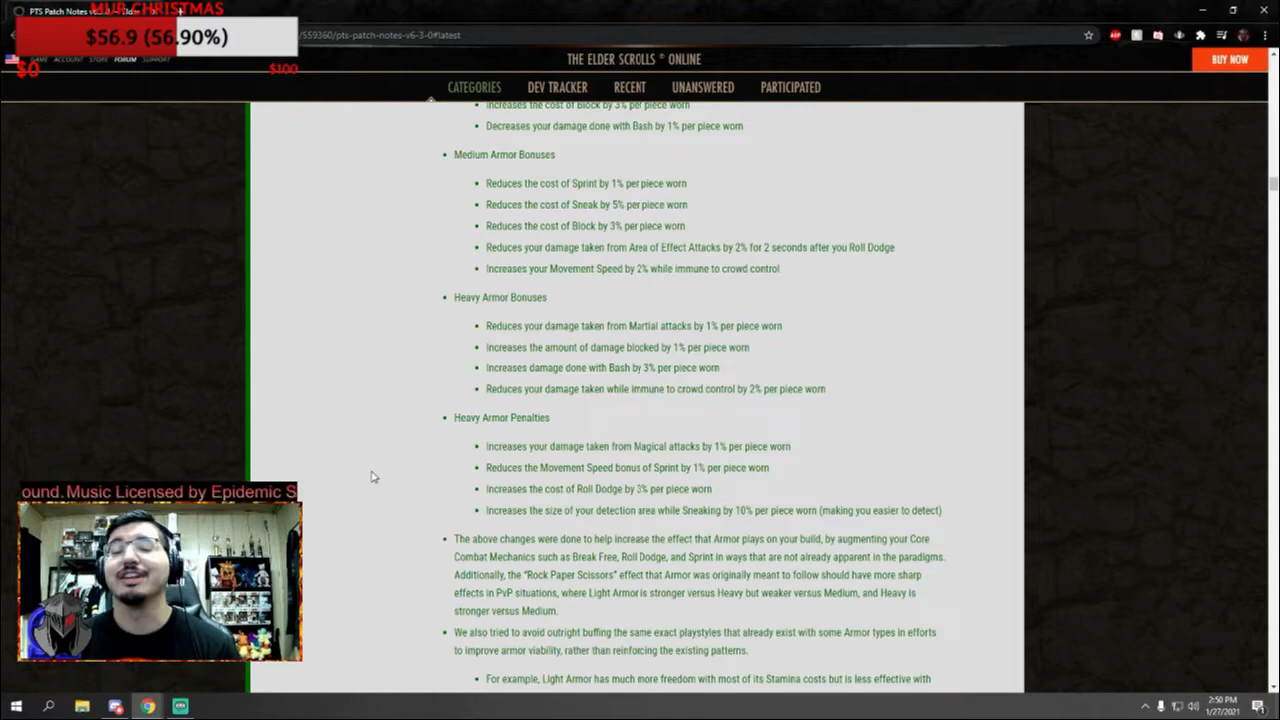 MUB CHRISTMAS
PTS Patch Notes
$56.9 (56.90%)
$0
$100
59360/pts-patch-notes-v6-3-0#latest
GAME ACCOUNT STORE FORUM SUPPORT
THE ELDER SCROLLS ® ONLINE
BUY NOW
CATEGORIES DEV TRACKER RECENT UNANSWERED PARTICIPATED
Increases the cost of Block by 3% per piece worn
Decreases your damage done with Bash by 1% per piece worn
Medium Armor Bonuses
Reduces the cost of Sprint by 1% per piece worn
Reduces the cost of Sneak by 5% per piece worn
Reduces the cost of Block by 3% per piece worn
Reduces your damage taken from Area of Effect Attacks by 2% for 2 seconds after you Roll Dodge
Increases your Movement Speed by 2% while immune to crowd control
Heavy Armor Bonuses
Reduces your damage taken from Martial attacks by 1% per piece worn
Increases the amount of damage blocked by 1% per piece worn
Increases damage done with Bash by 3% per piece worn
Reduces your damage taken while immune to crowd control by 2% per piece worn
Heavy Armor Penalties
Increases your damage taken from Magical attacks by 1% per piece worn
Reduces the Movement Speed bonus of Sprint by 1% per piece worn
Increases the cost of Roll Dodge by 3% per piece worn
Increases the size of your detection area while Sneaking by 10% per piece worn (making you easier to detect)
The above changes were done to help increase the effect that Armor plays on your build, by augmenting your Core
Combat Mechanics such as Break Free, Roll Dodge, and Sprint in ways that are not already apparent in the paradigms.
Additionally, the “Rock Paper Scissors” effect that Armor was originally meant to follow should have more sharp
effects in PvP situations, where Light Armor is stronger versus Heavy but weaker versus Medium, and Heavy is
stronger versus Medium.
We also tried to avoid outright buffing the same exact playstyles that already exist with some Armor types in efforts
to improve armor viability, rather than reinforcing the existing patterns.
For example, Light Armor has much more freedom with most of its Stamina costs but is less effective with
ound. Music Licensed by Epidemic S
2:50 PM
1/27/2021